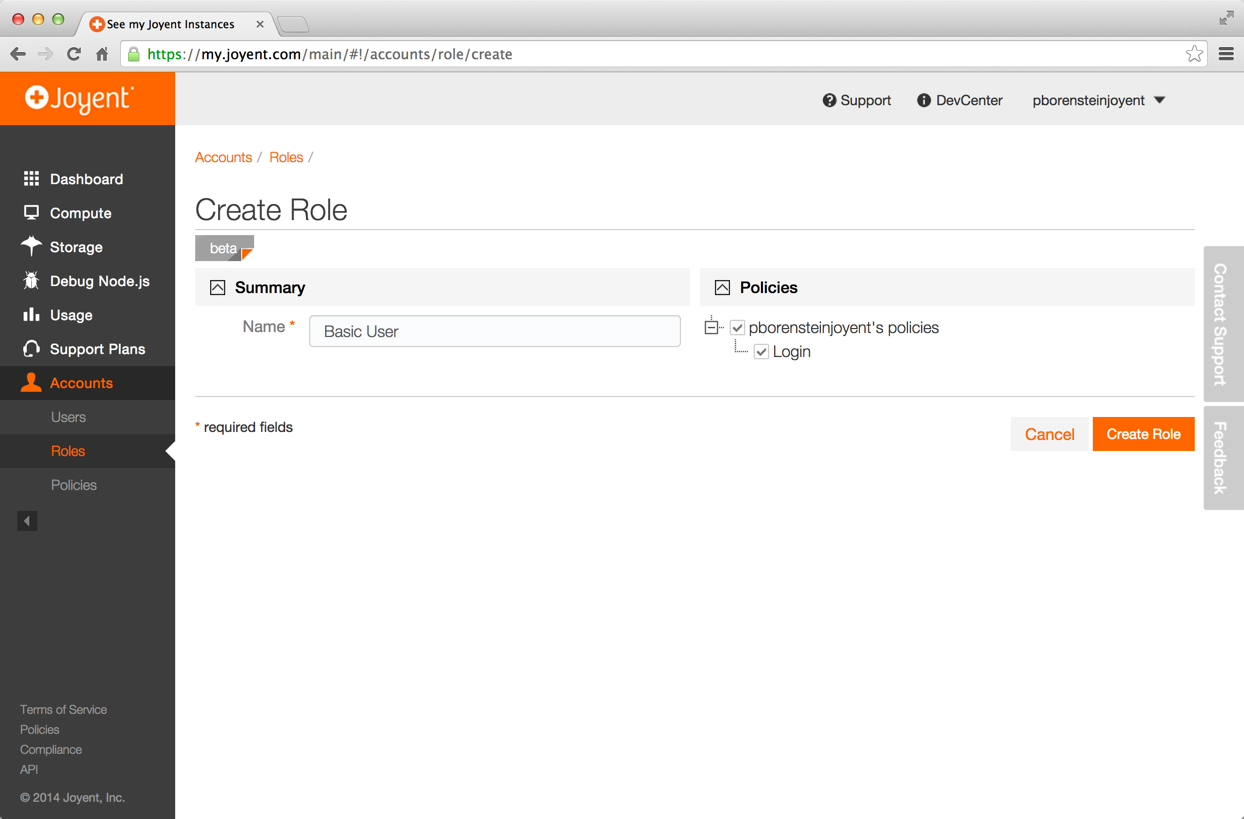 See my Joyent Instances
https://my.joyent.com/main/#!/accounts/role/create
Joyent
Support
DevCenter
pborensteinjoyent
Dashboard
Compute
Storage
Debug Node.js
Usage
Support Plans
Accounts
Users
Roles
Policies
Accounts / Roles /
Create Role
beta
Summary
Name *
Basic User
Policies
pborensteinjoyent's policies
Login
* required fields
Cancel
Create Role
Contact Support
Feedback
Terms of Service
Policies
Compliance
API
© 2014 Joyent, Inc.